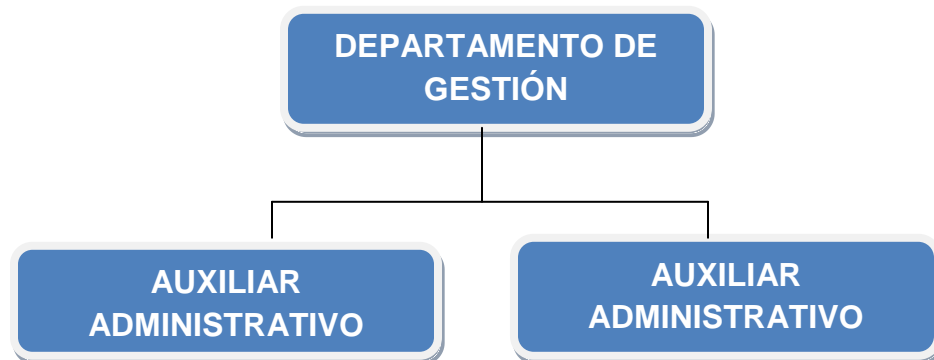 DEPARTAMENTO DE
GESTIÓN
AUXILIAR
ADMINISTRATIVO
AUXILIAR
ADMINISTRATIVO